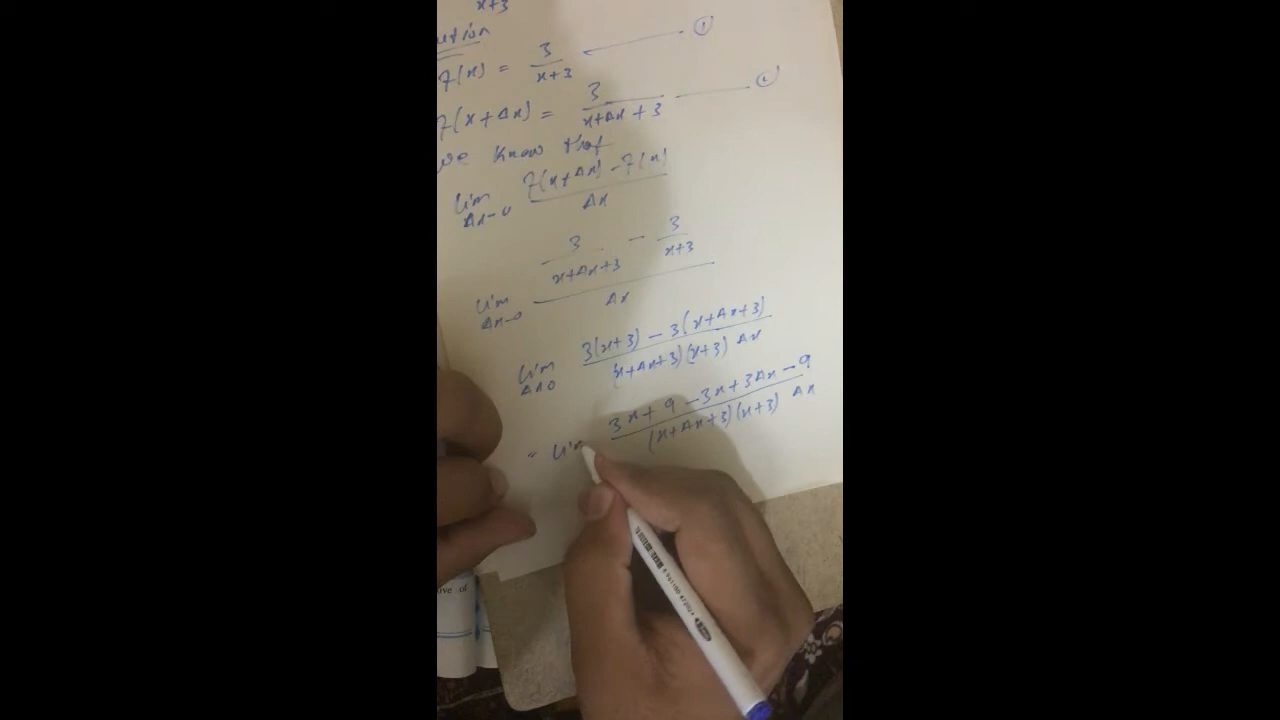 x+3
ution
f(x) = 3/(x+3) ①
f(x+Δx) = 3/(x+Δx+3) ②
we know that
lim Δx→0 (f(x+Δx) - f(x))/Δx
lim Δx→0 (3/(x+Δx+3) - 3/(x+3))/Δx
lim Δx→0 (3(x+3) - 3(x+Δx+3))/((x+Δx+3)(x+3) Δx)
= lim (3x+9-3x+3Δx-9)/((x+Δx+3)(x+3) Δx)
ive of